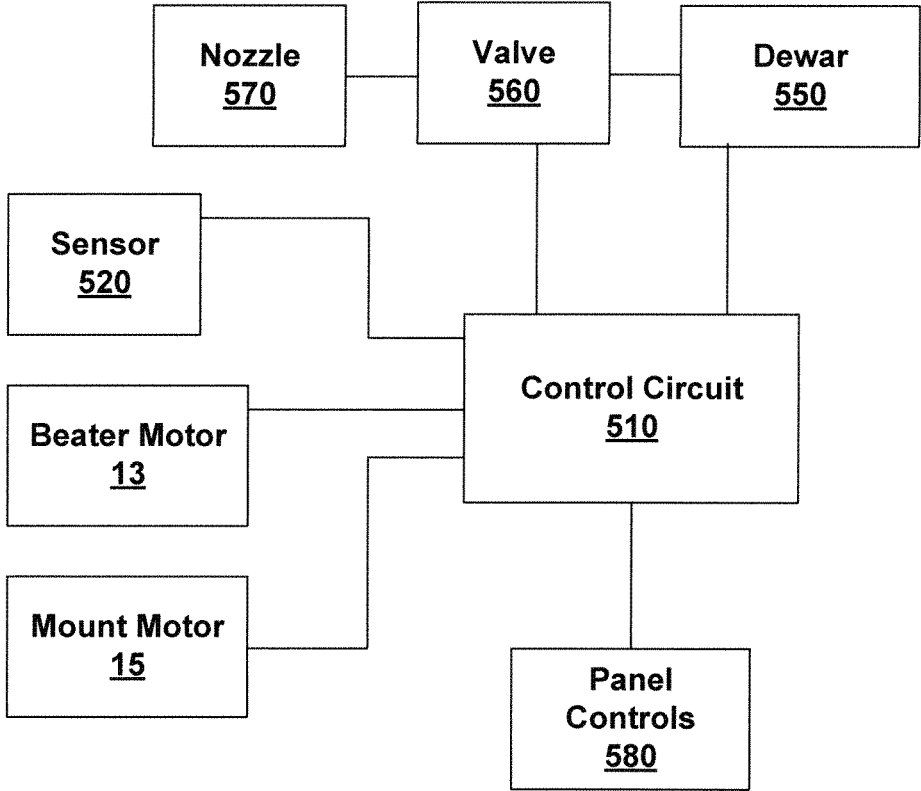 Nozzle
570
Valve
560
Dewar
550
Sensor
520
Control Circuit
510
Beater Motor
13
Mount Motor
15
Panel
Controls
580